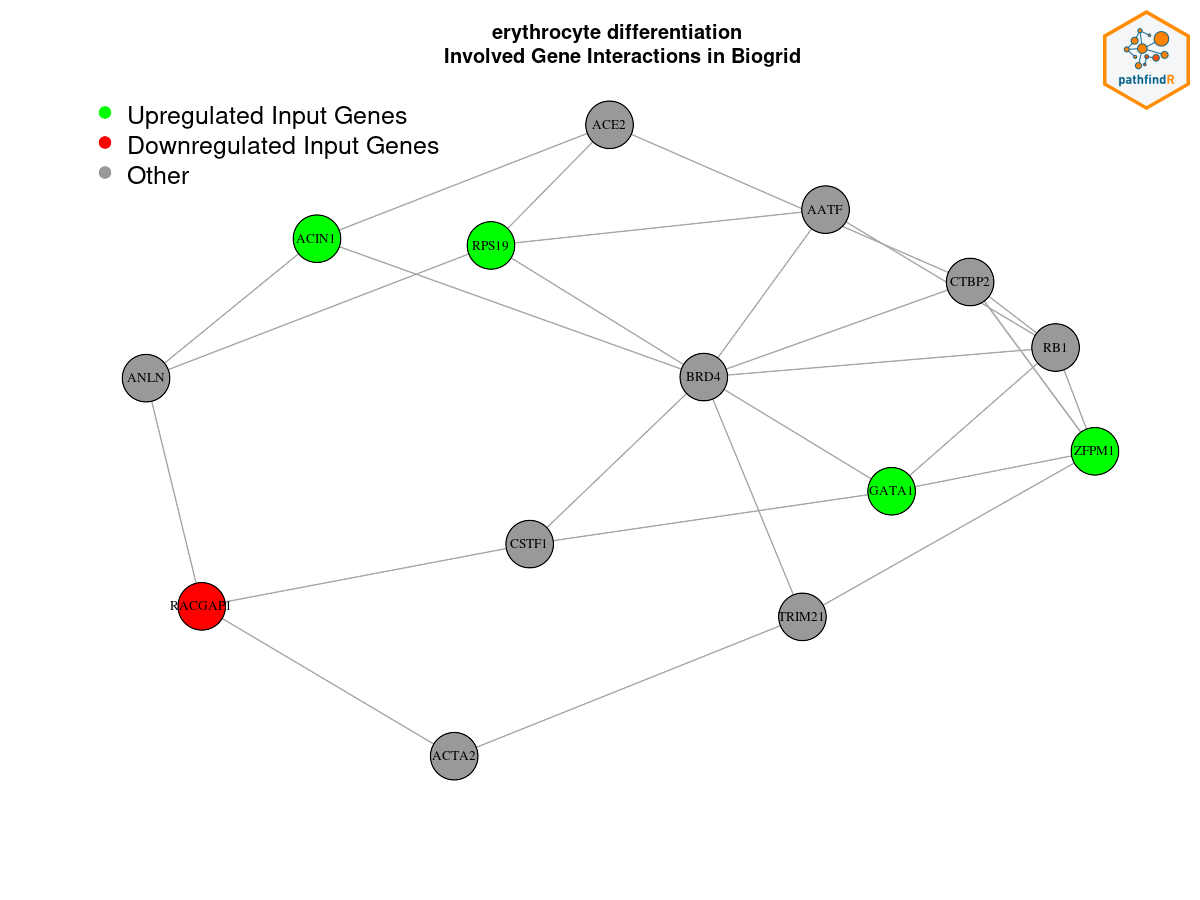 erythrocyte differentiation
Involved Gene Interactions in Biogrid
pathfindR
Upregulated Input Genes
Downregulated Input Genes
Other
ACE2
AATF
ACIN1
RPS19
CTBP2
RB1
ANLN
BRD4
ZFPM1
GATA1
CSTF1
RACGAP1
TRIM21
ACTA2